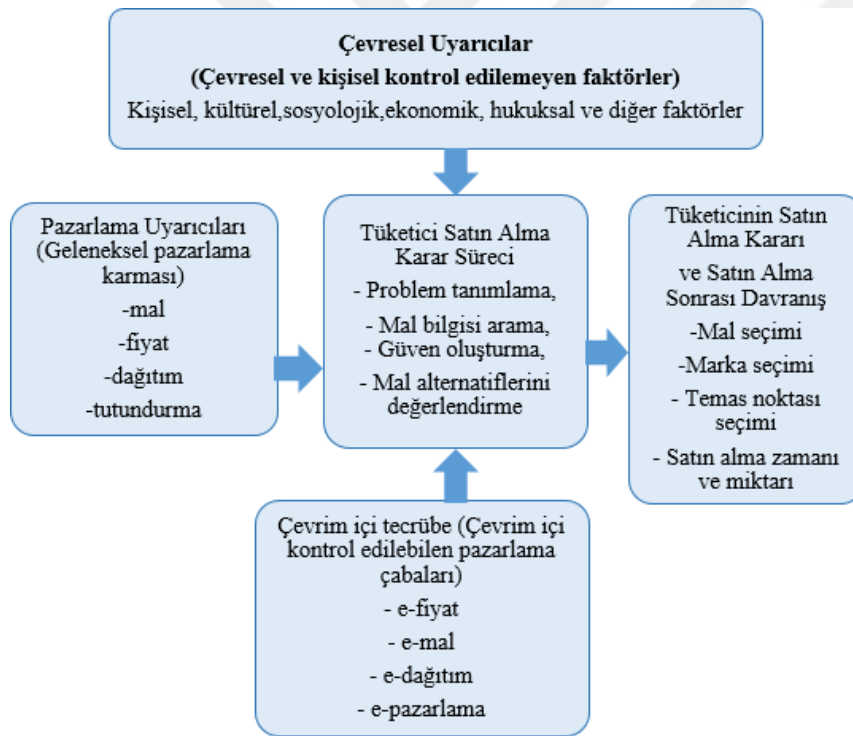 Çevresel Uyarıcılar
(Çevresel ve kişisel kontrol edilemeyen faktörler)
Kişisel, kültürel,sosyolojik,ekonomik, hukuksal ve diğer faktörler
Pazarlama Uyarıcıları
(Geleneksel pazarlama
karması)
-mal
-fiyat
-dağıtım
-tutundurma
Tüketici Satın Alma
Karar Süreci
- Problem tanımlama,
- Mal bilgisi arama,
- Güven oluşturma,
- Mal alternatiflerini
değerlendirme
Tüketicinin Satın
Alma Kararı
ve Satın Alma
Sonrası Davranış
-Mal seçimi
-Marka seçimi
- Temas noktası
seçimi
- Satın alma zamanı
ve miktarı
Çevrim içi tecrübe (Çevrim içi
kontrol edilebilen pazarlama
çabaları)
- e-fiyat
- e-mal
- e-dağıtım
- e-pazarlama